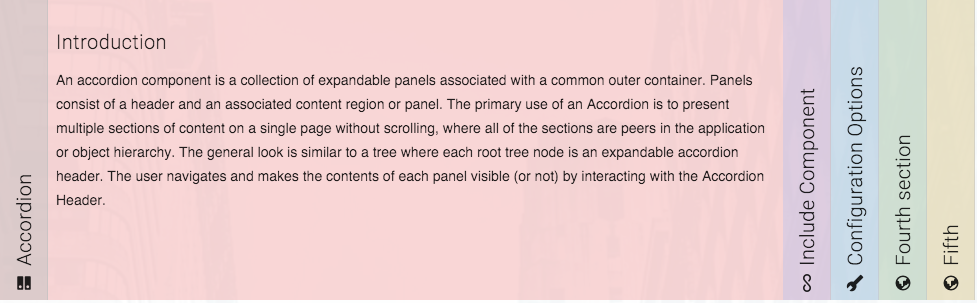 Accordion
Introduction
An accordion component is a collection of expandable panels associated with a common outer container. Panels
consist of a header and an associated content region or panel. The primary use of an Accordion is to present
multiple sections of content on a single page without scrolling, where all of the sections are peers in the application
or object hierarchy. The general look is similar to a tree where each root tree node is an expandable accordion
header. The user navigates and makes the contents of each panel visible (or not) by interacting with the Accordion
Header.
Include Component
Configuration Options
Fourth section
Fifth